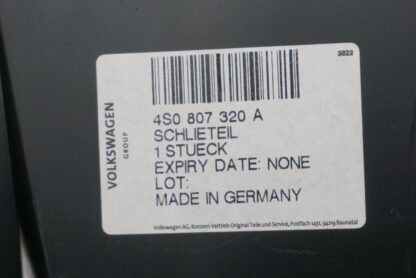 3822
VOLKSWAGEN
GROUP
4S0 807 320 A
SCHLIETEIL
1 STUECK
EXPIRY DATE: NONE
LOT:
MADE IN GERMANY
Volkswagen AG, Konzern Vertrieb Original Teile und Service, Postfach 1451, 34219 Baunatal